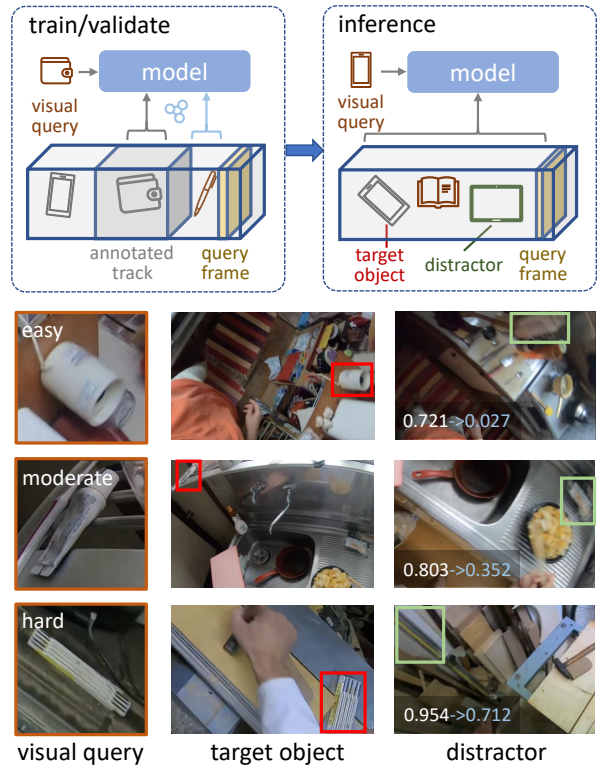 train/validate
model
visual
query
annotated
track
query
frame
inference
model
visual
query
target
object
distractor
query
frame
easy
0.721->0.027
moderate
0.803->0.352
hard
0.954->0.712
visual query
target object
distractor